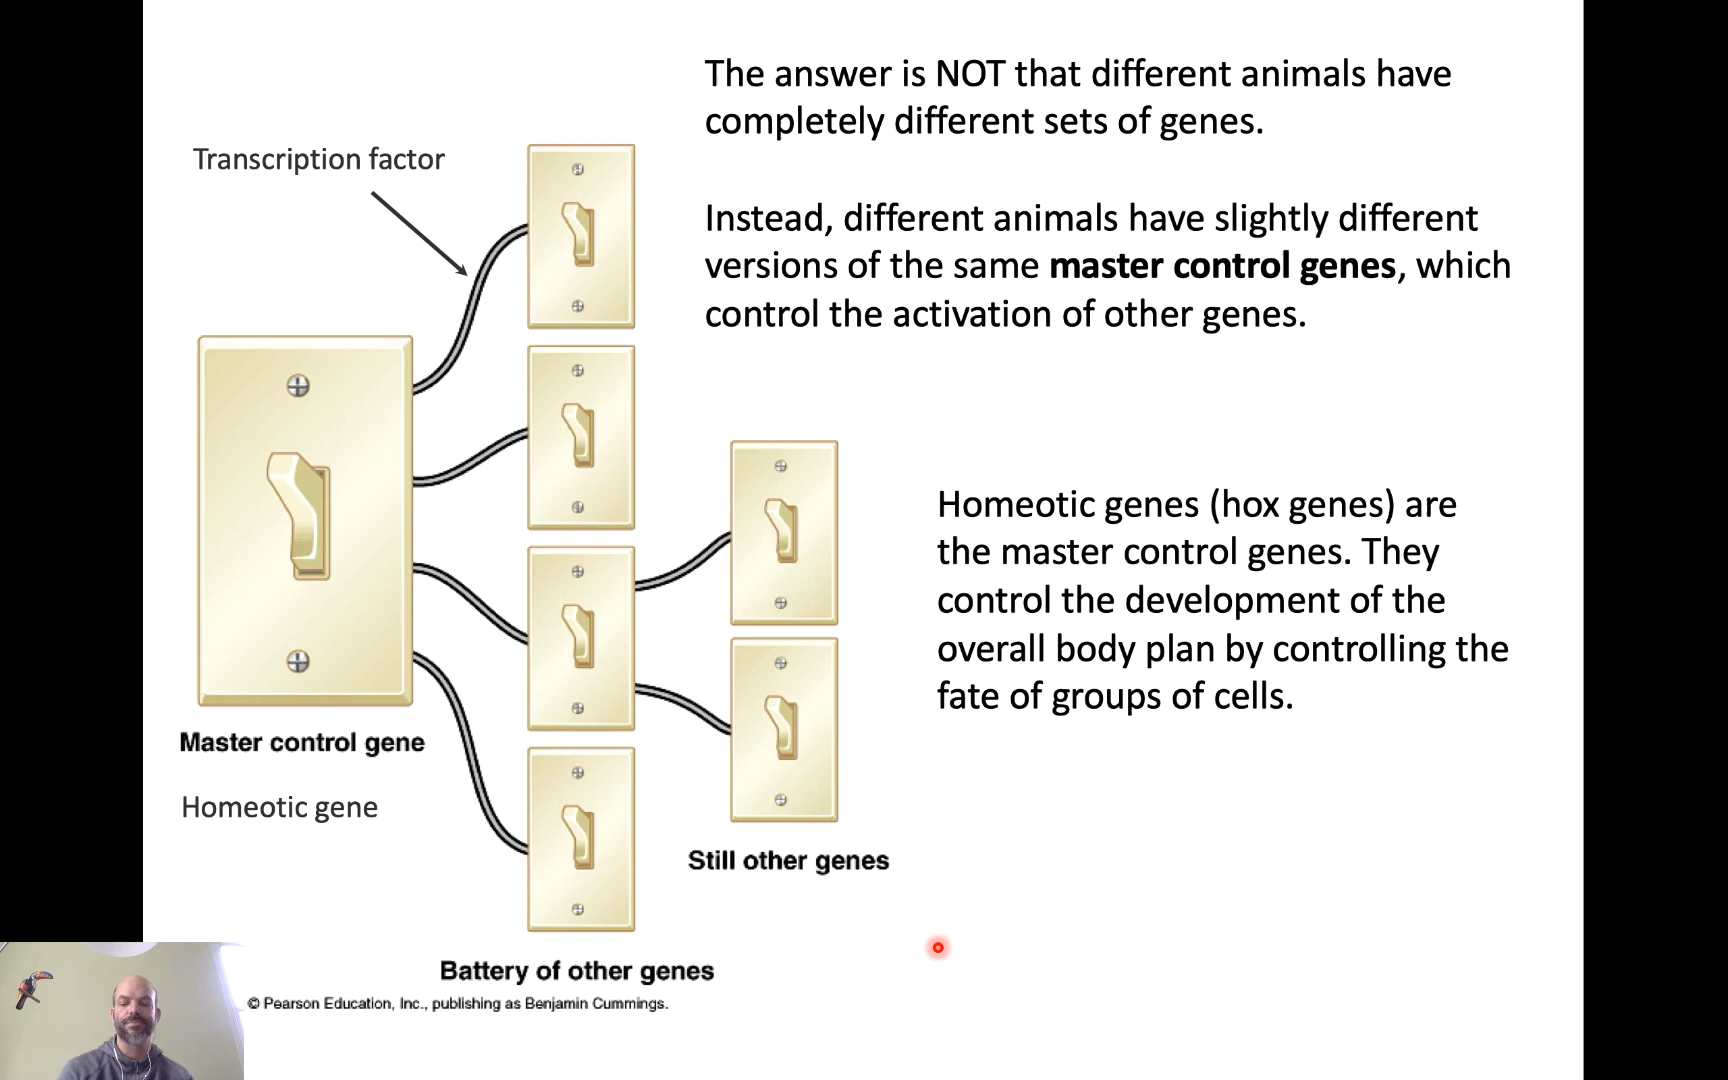 The answer is NOT that different animals have
completely different sets of genes.
Transcription factor
Instead, different animals have slightly different
versions of the same master control genes, which
control the activation of other genes.
Homeotic genes (hox genes) are
the master control genes. They
control the development of the
overall body plan by controlling the
fate of groups of cells.
Master control gene
Homeotic gene
Still other genes
Battery of other genes
© Pearson Education, Inc., publishing as Benjamin Cummings.